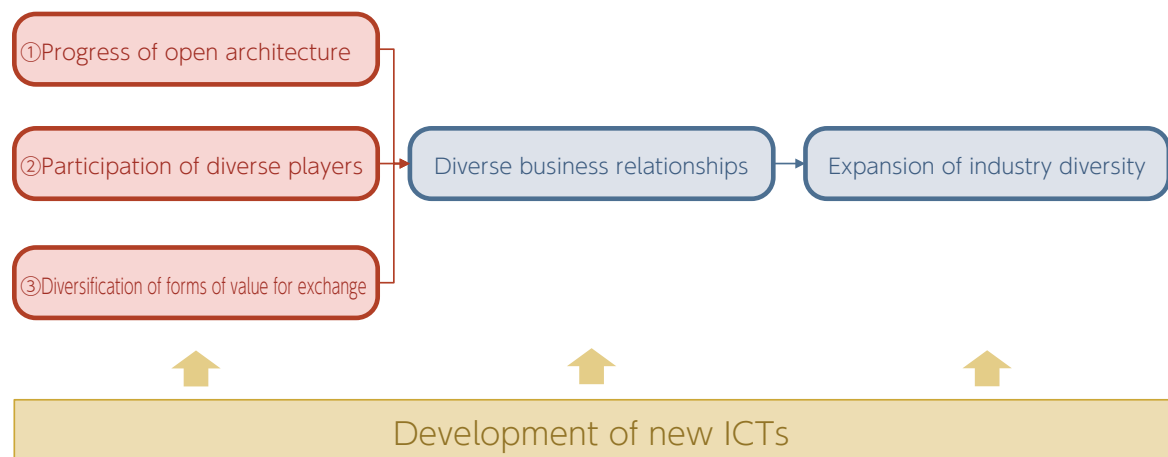 ①Progress of open architecture
②Participation of diverse players
③Diversification of forms of value for exchange
Diverse business relationships
Expansion of industry diversity
Development of new ICTs